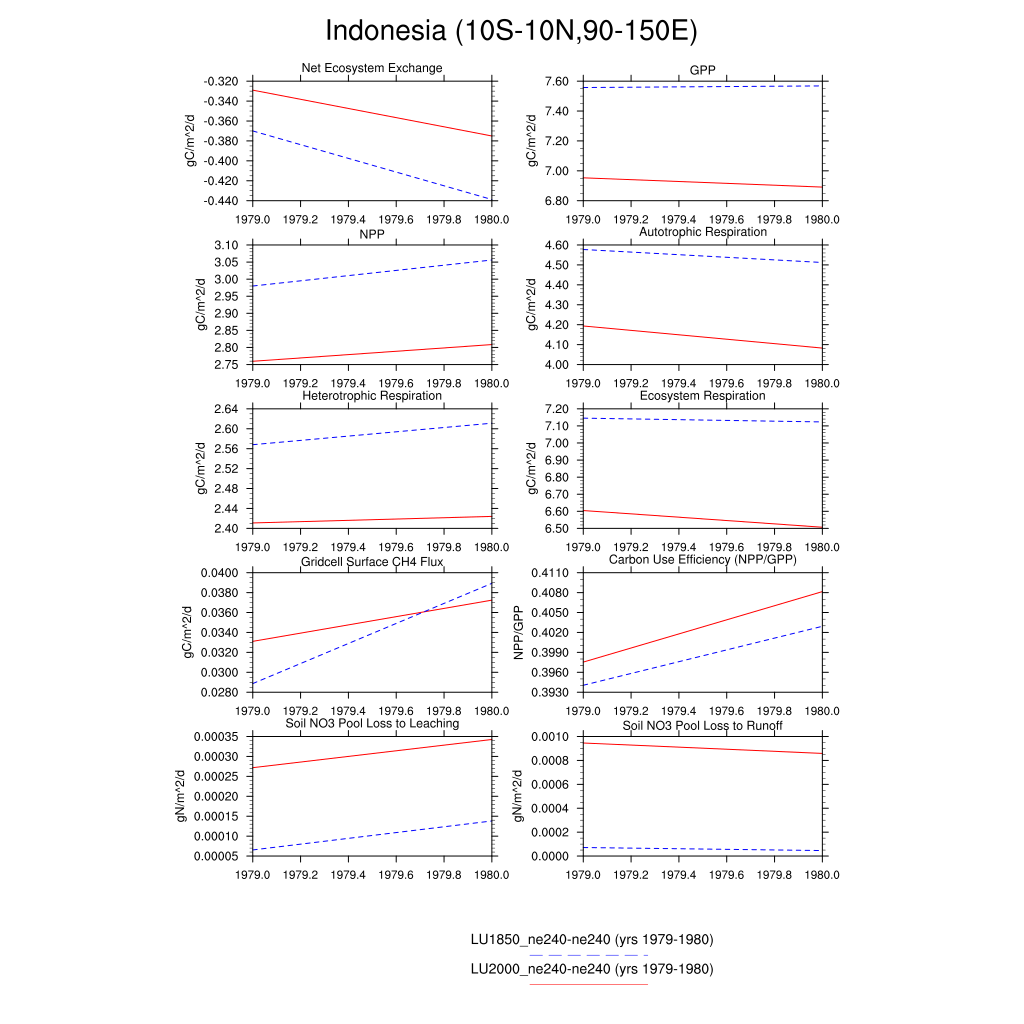 Indonesia (10S-10N,90-150E)
Net Ecosystem Exchange
gC/m^2/d
-0.320
-0.340
-0.360
-0.380
-0.400
-0.420
-0.440
1979.0 1979.2 1979.4 1979.6 1979.8 1980.0
GPP
gC/m^2/d
7.60
7.40
7.20
7.00
6.80
1979.0 1979.2 1979.4 1979.6 1979.8 1980.0
NPP
gC/m^2/d
3.10
3.05
3.00
2.95
2.90
2.85
2.80
2.75
1979.0 1979.2 1979.4 1979.6 1979.8 1980.0
Autotrophic Respiration
gC/m^2/d
4.60
4.50
4.40
4.30
4.20
4.10
4.00
1979.0 1979.2 1979.4 1979.6 1979.8 1980.0
Heterotrophic Respiration
gC/m^2/d
2.64
2.60
2.56
2.52
2.48
2.44
2.40
1979.0 1979.2 1979.4 1979.6 1979.8 1980.0
Ecosystem Respiration
gC/m^2/d
7.20
7.10
7.00
6.90
6.80
6.70
6.60
6.50
1979.0 1979.2 1979.4 1979.6 1979.8 1980.0
Gridcell Surface CH4 Flux
gC/m^2/d
0.0400
0.0380
0.0360
0.0340
0.0320
0.0300
0.0280
1979.0 1979.2 1979.4 1979.6 1979.8 1980.0
Carbon Use Efficiency (NPP/GPP)
NPP/GPP
0.4110
0.4080
0.4050
0.4020
0.3990
0.3960
0.3930
1979.0 1979.2 1979.4 1979.6 1979.8 1980.0
Soil NO3 Pool Loss to Leaching
gN/m^2/d
0.00035
0.00030
0.00025
0.00020
0.00015
0.00010
0.00005
1979.0 1979.2 1979.4 1979.6 1979.8 1980.0
Soil NO3 Pool Loss to Runoff
gN/m^2/d
0.0010
0.0008
0.0006
0.0004
0.0002
0.0000
1979.0 1979.2 1979.4 1979.6 1979.8 1980.0
LU1850_ne240-ne240 (yrs 1979-1980)
LU2000_ne240-ne240 (yrs 1979-1980)